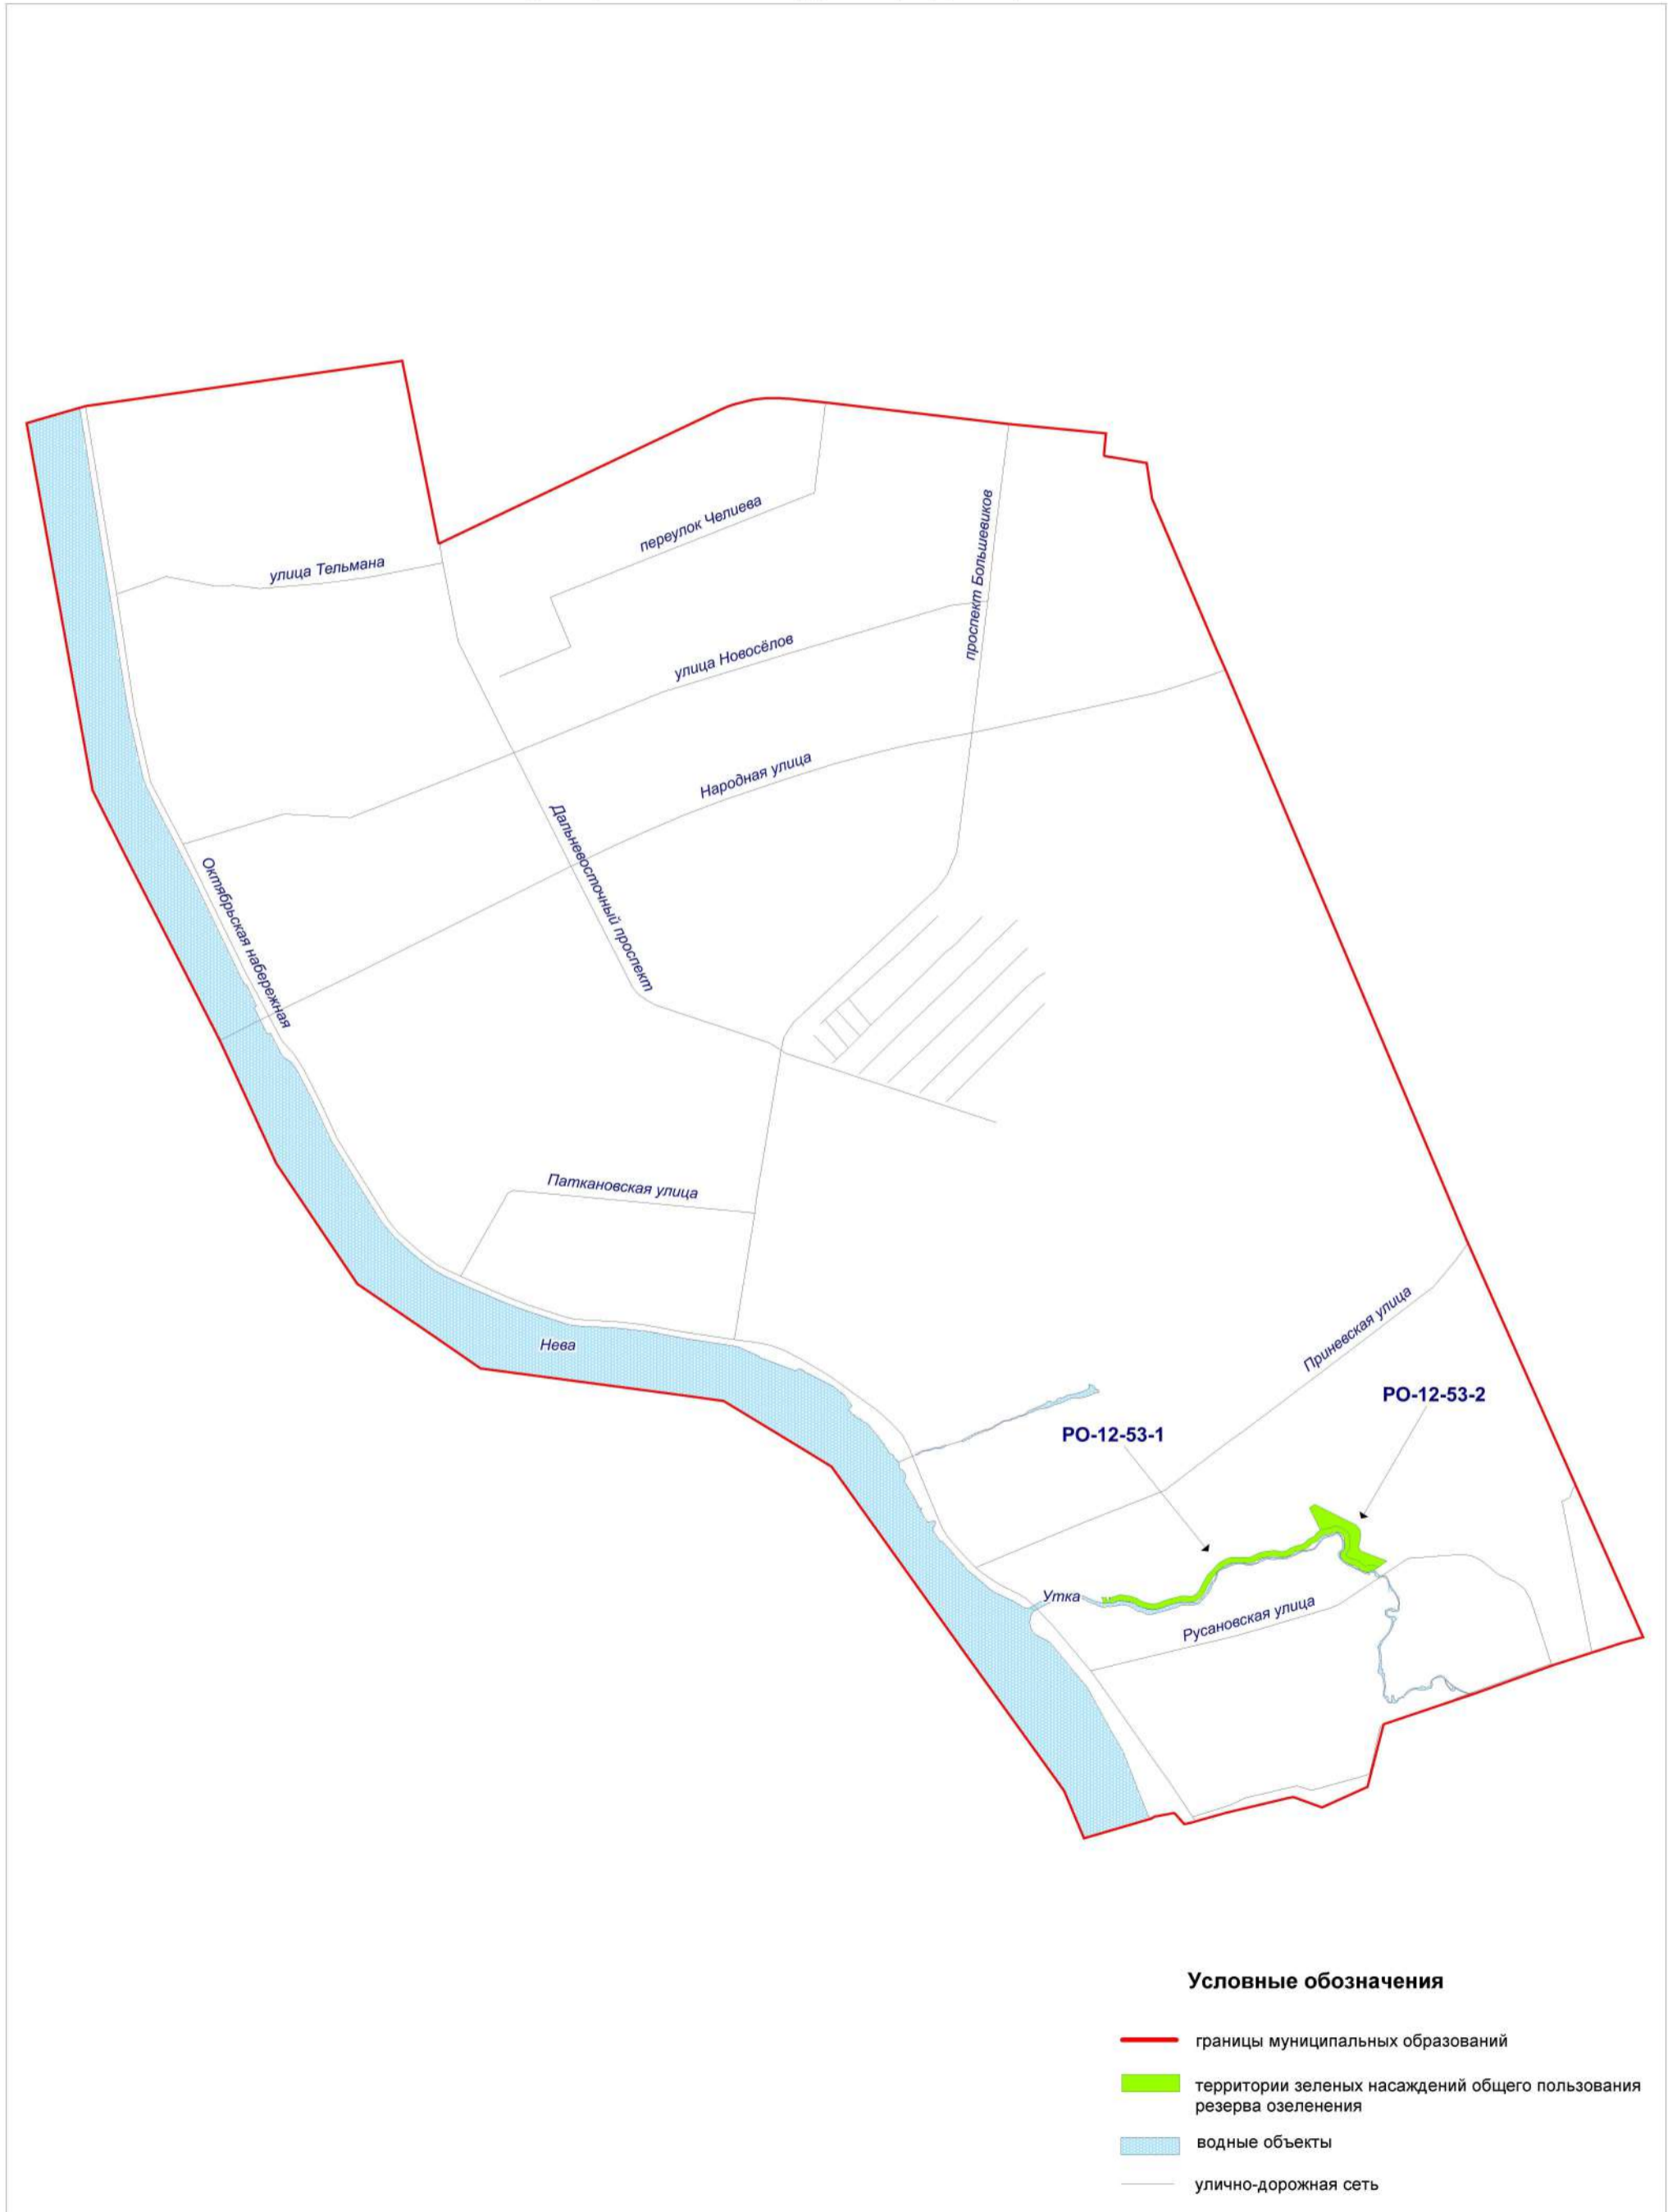 переулок Челиева
улица Тельмана
проспект Большевиков
улица Новосёлов
Народная улица
Дальневосточный проспект
Октябрьская набережная
Паткановская улица
Нева
Приневская улица
РО-12-53-2
РО-12-53-1
Утка
Русановская улица
Условные обозначения
границы муниципальных образований
территории зеленых насаждений общего пользования
резерва озеленения
водные объекты
улично-дорожная сеть